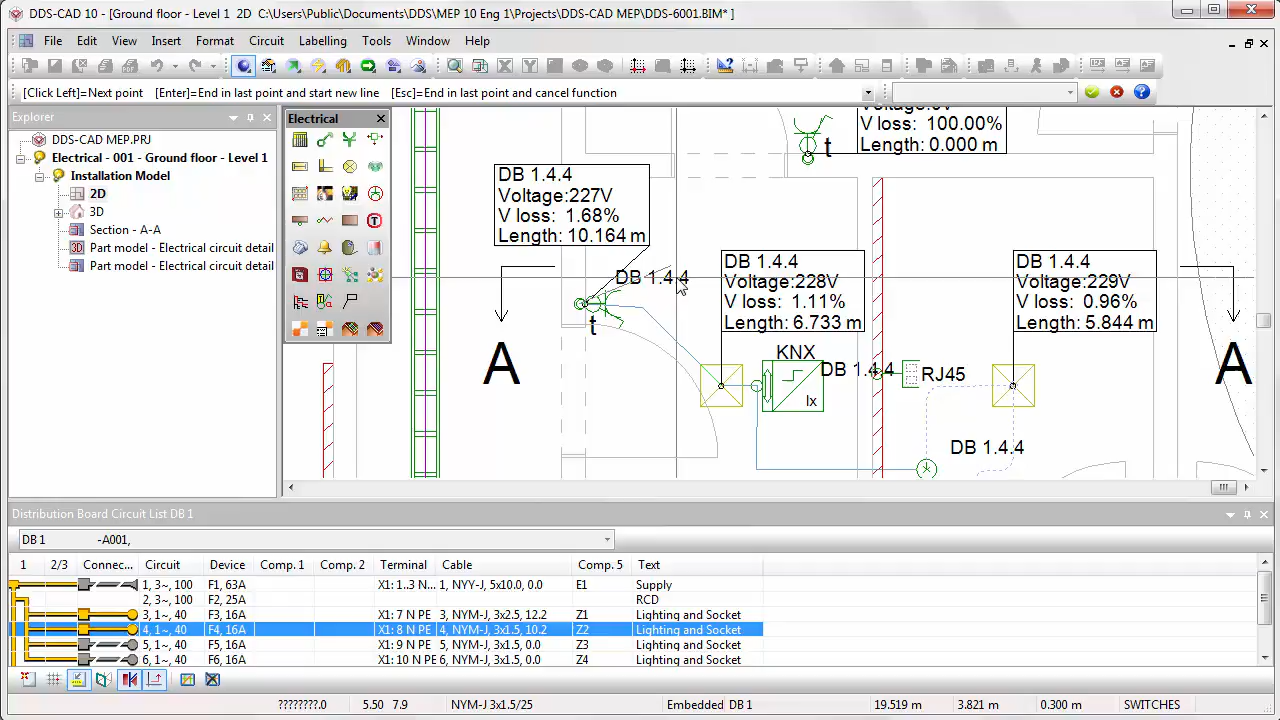 DDS-CAD 10 - [Ground floor - Level 1  2D  C:\Users\Public\Documents\DDS\MEP 10 Eng 1\Projects\DDS-CAD MEP\DDS-6001.BIM* ]
File Edit View Insert Format Circuit Labelling Tools Window Help
[Click Left]=Next point  [Enter]=End in last point and start new line  [Esc]=End in last point and cancel function
Explorer
DDS-CAD MEP.PRJ
Electrical - 001 - Ground floor - Level 1
Installation Model
2D
3D
Section - A-A
Part model - Electrical circuit detail
Part model - Electrical circuit detail
Electrical
V loss: 100.00%
Length: 0.000 m
t
DB 1.4.4
Voltage:227V
V loss: 1.68%
Length: 10.164 m
DB 1.4.4
t
DB 1.4.4
Voltage:228V
V loss: 1.11%
Length: 6.733 m
DB 1.4.4
Voltage:229V
V loss: 0.96%
Length: 5.844 m
A
KNX
lx
DB 1.4.4
RJ45
A
DB 1.4.4
Distribution Board Circuit List DB 1
DB 1 -A001,
1 2/3 Connec... Circuit Device Comp. 1 Comp. 2 Terminal Cable Comp. 5 Text
1, 3~, 100 F1, 63A X1: 1..3 N... 1, NYY-J, 5x10.0, 0.0 E1 Supply
2, 3~, 100 F2, 25A RCD
3, 1~, 40 F3, 16A X1: 7 N PE 3, NYM-J, 3x2.5, 12.2 Z1 Lighting and Socket
4, 1~, 40 F4, 16A X1: 8 N PE 4, NYM-J, 3x1.5, 10.2 Z2 Lighting and Socket
5, 1~, 40 F5, 16A X1: 9 N PE 5, NYM-J, 3x1.5, 0.0 Z3 Lighting and Socket
6, 1~, 40 F6, 16A X1: 10 N PE 6, NYM-J, 3x1.5, 0.0 Z4 Lighting and Socket
????????.0 5.50 7.9 NYM-J 3x1.5/25 Embedded DB 1 19.519 m 3.821 m 0.300 m SWITCHES